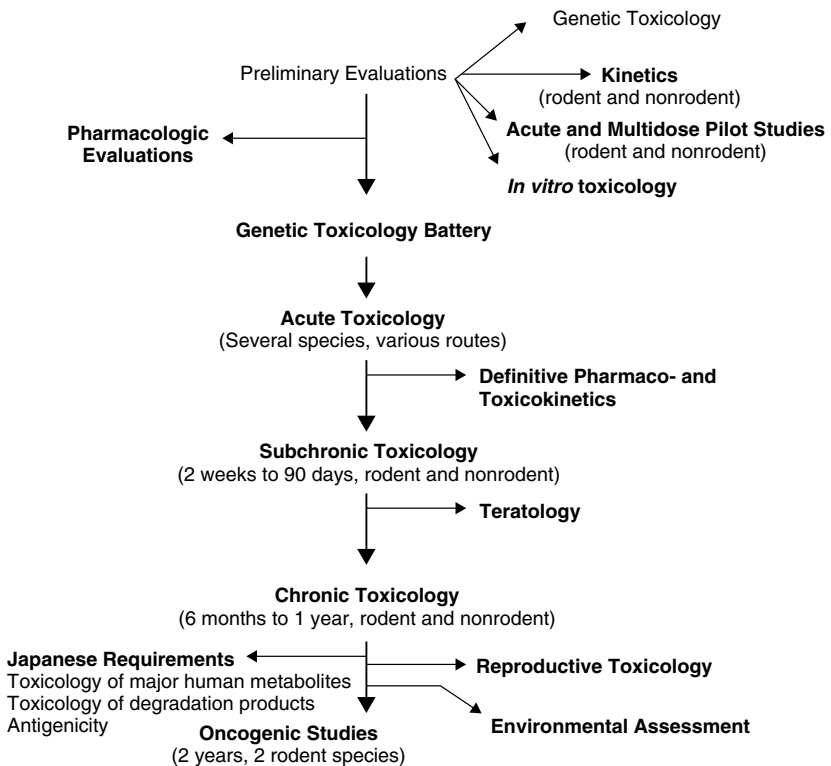 Genetic Toxicology
Preliminary Evaluations
Kinetics
(rodent and nonrodent)
Pharmacologic
Evaluations
Acute and Multidose Pilot Studies
(rodent and nonrodent)
In vitro toxicology
Genetic Toxicology Battery
Acute Toxicology
(Several species, various routes)
Definitive Pharmaco- and
Toxicokinetics
Subchronic Toxicology
(2 weeks to 90 days, rodent and nonrodent)
Teratology
Chronic Toxicology
(6 months to 1 year, rodent and nonrodent)
Japanese Requirements
Toxicology of major human metabolites
Toxicology of degradation products
Antigenicity
Reproductive Toxicology
Environmental Assessment
Oncogenic Studies
(2 years, 2 rodent species)